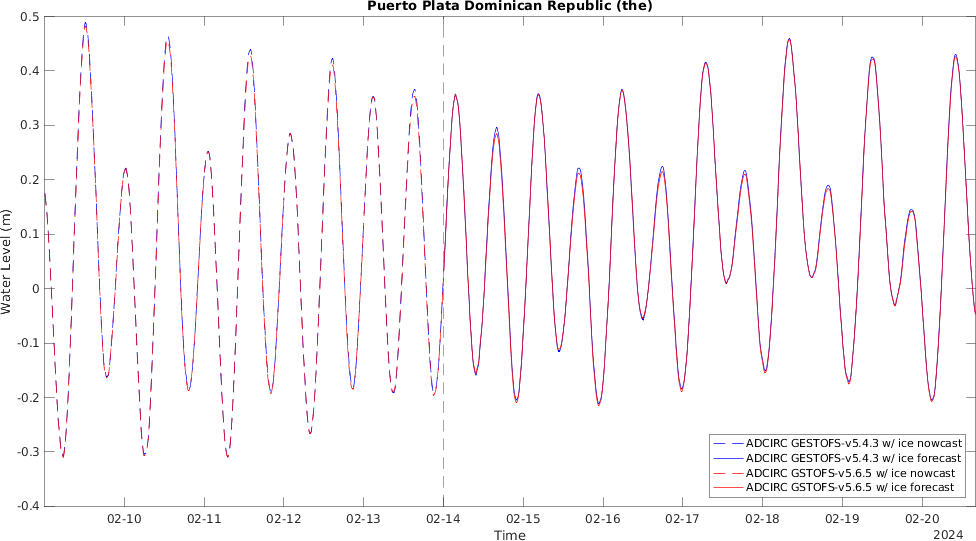 Puerto Plata Dominican Republic (the)
0.5
0.4
0.3
0.2
0.1
0
-0.1
-0.2
-0.3
-0.4
Water Level (m)
ADCIRC GESTOFS-v5.4.3 w/ ice nowcast
ADCIRC GESTOFS-v5.4.3 w/ ice forecast
ADCIRC GSTOFS-v5.6.5 w/ ice nowcast
ADCIRC GSTOFS-v5.6.5 w/ ice forecast
02-10 02-11 02-12 02-13 02-14 02-15 02-16 02-17 02-18 02-19 02-20
Time
2024